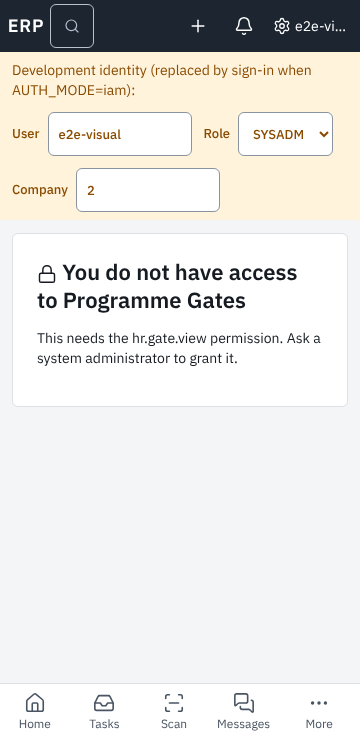 ERP
e2e-vi...
Development identity (replaced by sign-in when
AUTH_MODE=iam):
User e2e-visual Role SYSADM
Company 2
You do not have access
to Programme Gates
This needs the hr.gate.view permission. Ask a
system administrator to grant it.
Home Tasks Scan Messages More